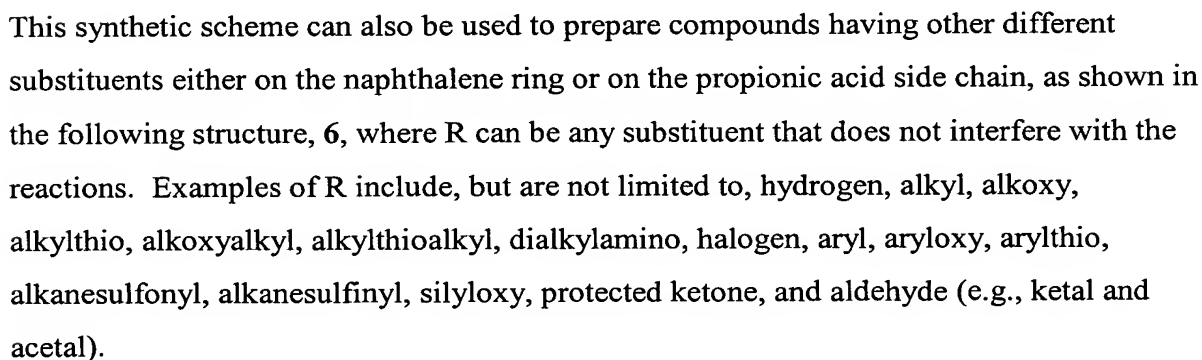 This synthetic scheme can also be used to prepare compounds having other different
substituents either on the naphthalene ring or on the propionic acid side chain, as shown in
the following structure, 6, where R can be any substituent that does not interfere with the
reactions. Examples of R include, but are not limited to, hydrogen, alkyl, alkoxy,
alkylthio, alkoxyalkyl, alkylthioalkyl, dialkylamino, halogen, aryl, aryloxy, arylthio,
alkanesulfonyl, alkanesulfinyl, silyloxy, protected ketone, and aldehyde (e.g., ketal and
acetal).